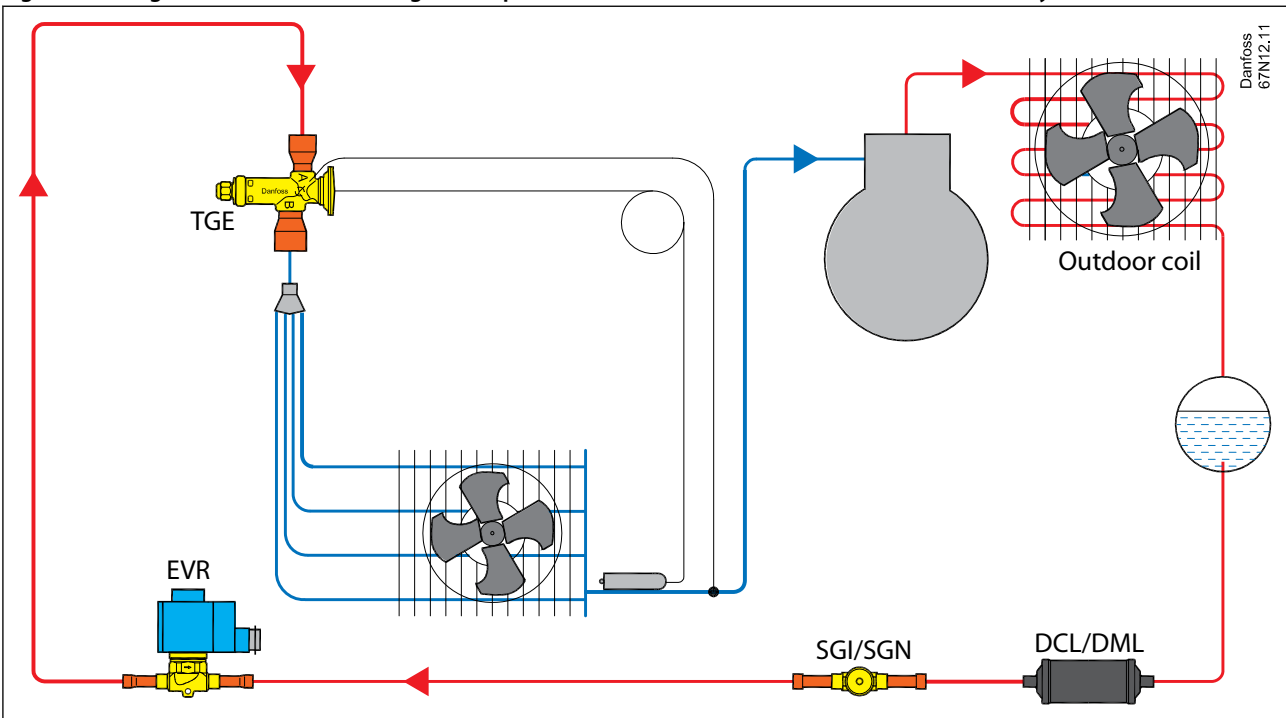 Danfoss
67N12.11
A
Danfoss
B
TGE
Outdoor coil
EVR
SGI/SGN
DCL/DML